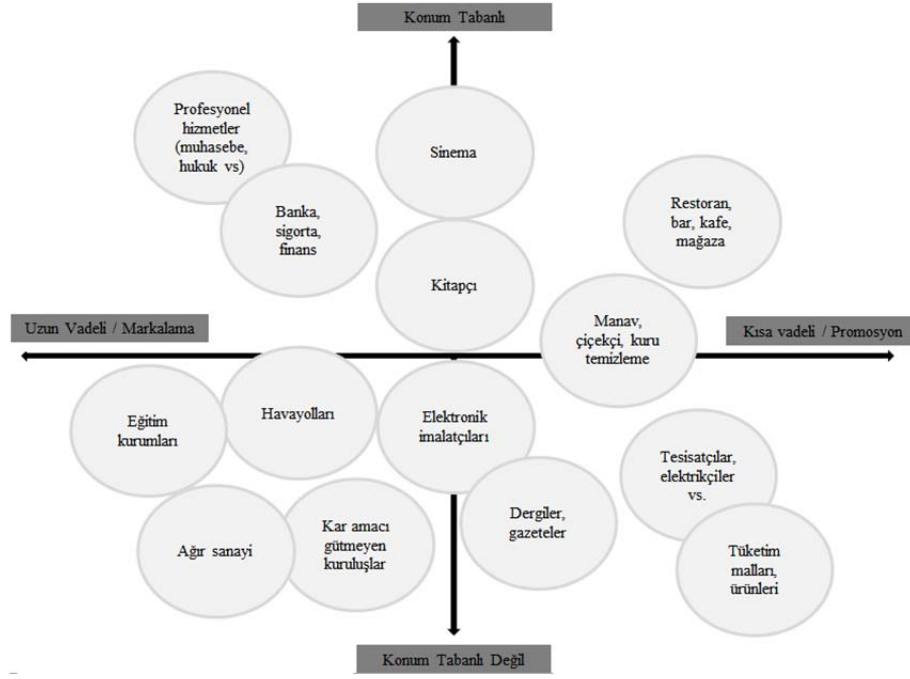 Konum Tabanlı
Profesyonel
hizmetler
(muhasebe,
hukuk vs)
Sinema
Banka,
sigorta,
finans
Restoran,
bar, kafe,
mağaza
Kitapçı
Uzun Vadeli / Markalama
Manav,
çiçekçi, kuru
temizleme
Kısa vadeli / Promosyon
Eğitim
kurumları
Havayolları
Elektronik
imalatçıları
Tesisatçılar,
elektrikçiler
vs.
Ağır sanayi
Kar amacı
gütmeyen
kuruluşlar
Dergiler,
gazeteler
Tüketim
malları,
ürünleri
Konum Tabanlı Değil